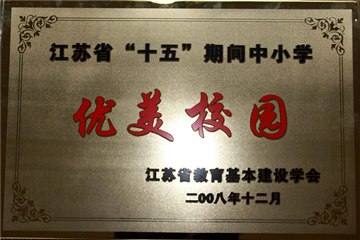 江苏省“十五”期间中小学
优美校园
江苏省教育基本建设学会
二00八年十二月